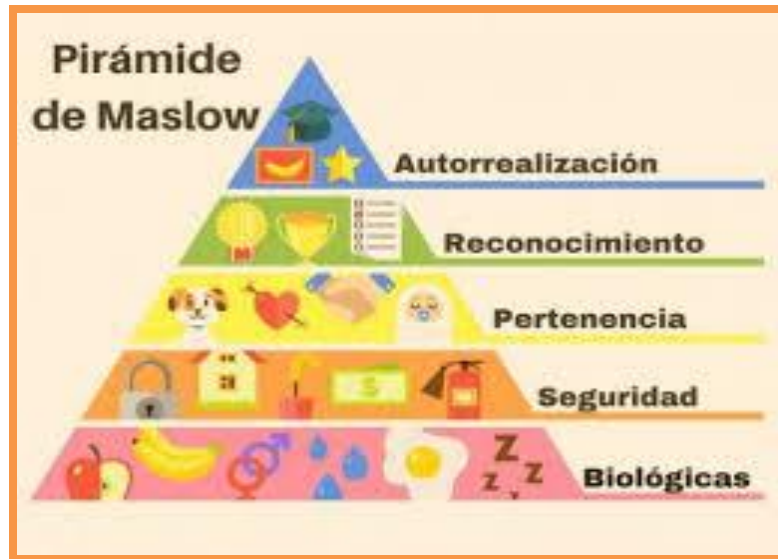 Pirámide
de Maslow
Autorrealización
Reconocimiento
Pertenencia
Seguridad
Biológicas